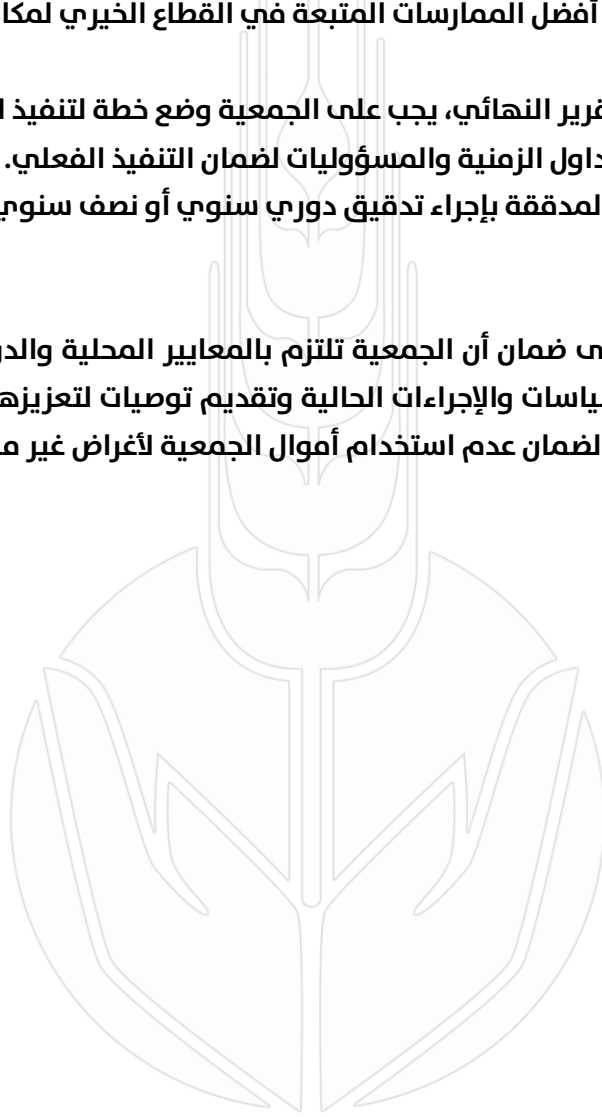 أفضل الممارسات المتبعة في القطاع الخيري لمكا
قرير النهائي، يجب على الجمعية وضع خطة لتنفيذ ا
داول الزمنية والمسؤوليات لضمان التنفيذ الفعلي.
لمدققة بإجراء تدقيق دوري سنوي أو نصف سنوي
ى ضمان أن الجمعية تلتزم بالمعايير المحلية والدو
ياسات والإجراءات الحالية وتقديم توصيات لتعزيزه
لضمان عدم استخدام أموال الجمعية لأغراض غير م